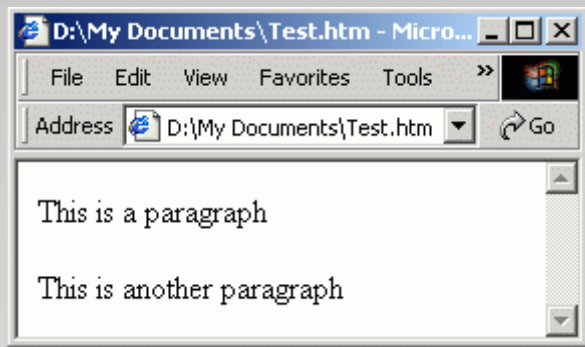 D:\My Documents\Test.htm - Micro...
File Edit View Favorites Tools »
Address D:\My Documents\Test.htm Go
This is a paragraph
This is another paragraph